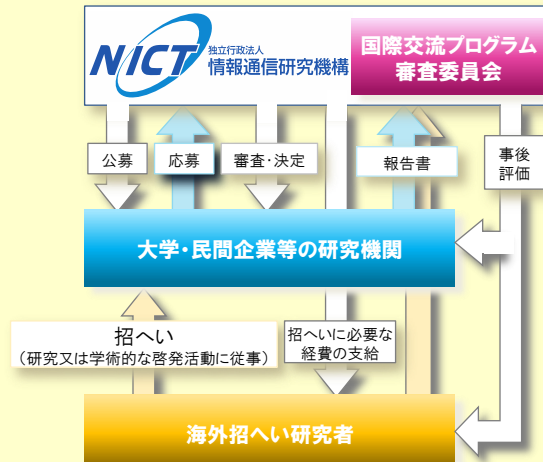 NICT
独立行政法人
情報通信研究機構
国際交流プログラム
審査委員会
公募
応募
審査・決定
報告書
事後
評価
大学・民間企業等の研究機関
招へい
（研究又は学術的な啓発活動に従事）
招へいに必要な
経費の支給
海外招へい研究者